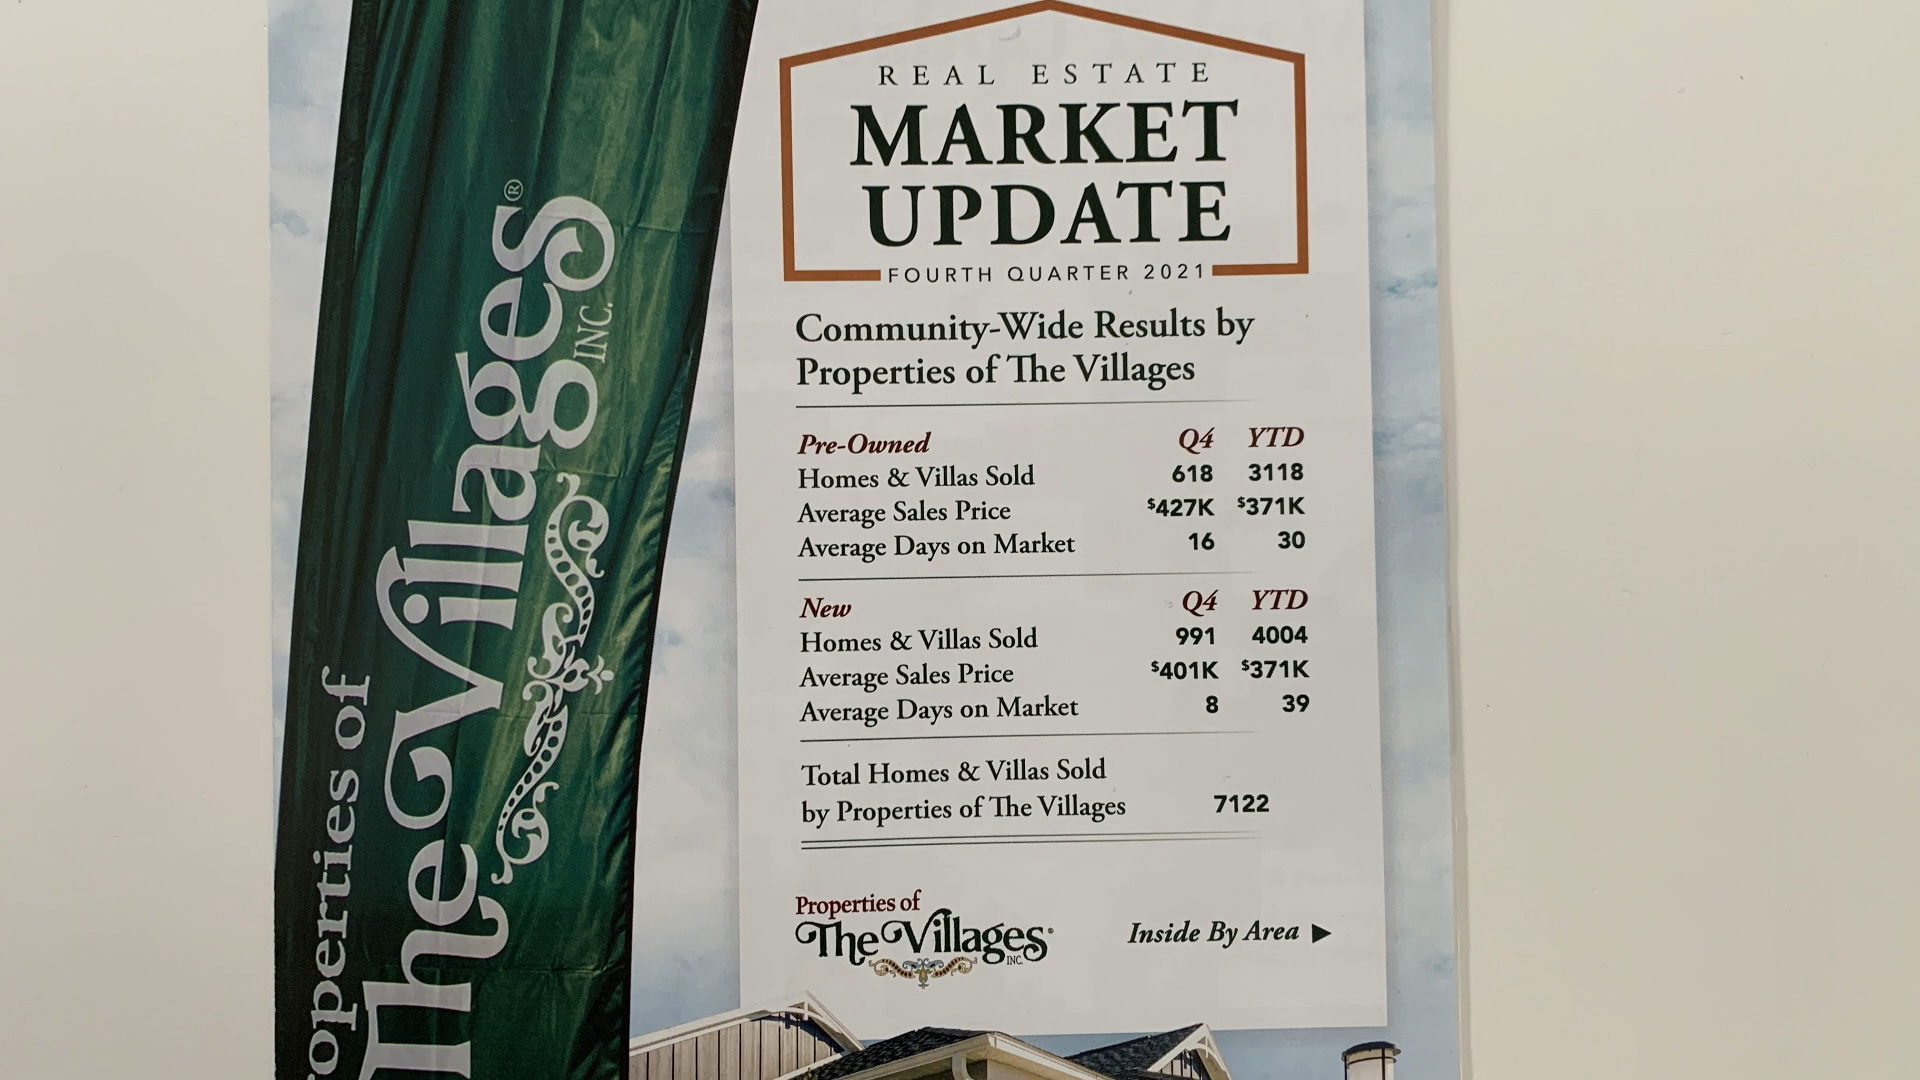 Properties of
The Villages®
INC.
REAL ESTATE
MARKET
UPDATE
FOURTH QUARTER 2021
Community-Wide Results by
Properties of The Villages
Pre-Owned Q4 YTD
Homes & Villas Sold 618 3118
Average Sales Price $427K $371K
Average Days on Market 16 30
New Q4 YTD
Homes & Villas Sold 991 4004
Average Sales Price $401K $371K
Average Days on Market 8 39
Total Homes & Villas Sold
by Properties of The Villages 7122
Properties of
The Villages®
INC.
Inside By Area ▶